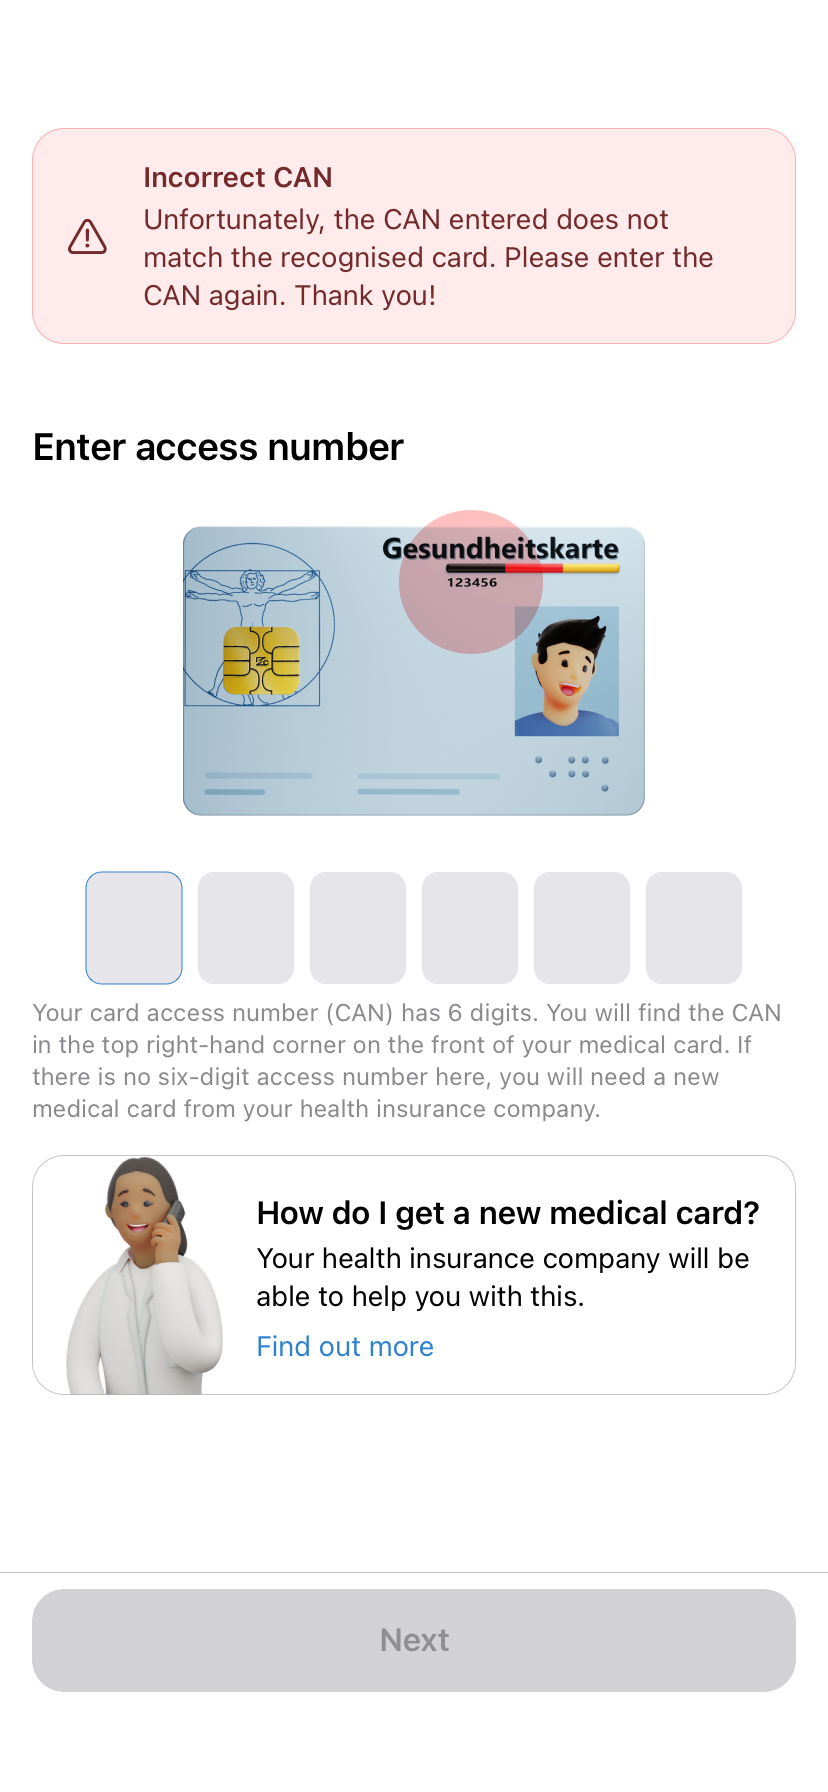 Incorrect CAN
Unfortunately, the CAN entered does not
match the recognised card. Please enter the
CAN again. Thank you!
Enter access number
Gesundheitskarte
123456
Your card access number (CAN) has 6 digits. You will find the CAN
in the top right-hand corner on the front of your medical card. If
there is no six-digit access number here, you will need a new
medical card from your health insurance company.
How do I get a new medical card?
Your health insurance company will be
able to help you with this.
Find out more
Next